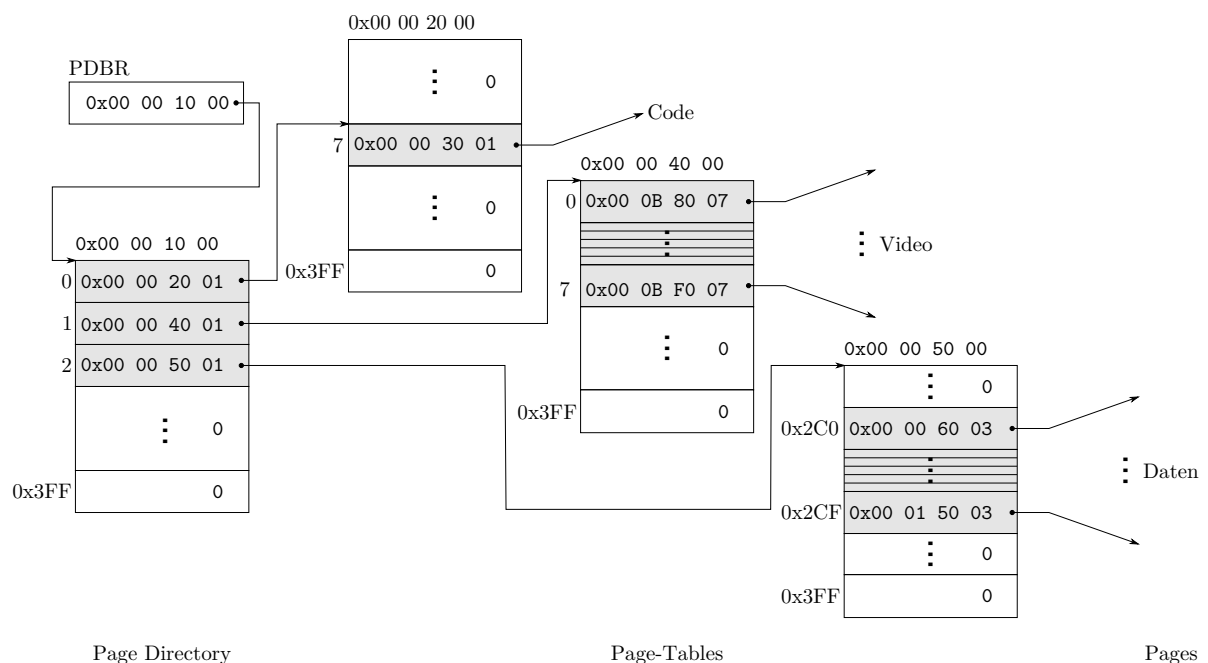 0x00 00 20 00
PDBR
0x00 00 10 00
0
7 0x00 00 30 01
Code
0
0x3FF 0
0x00 00 10 00
0 0x00 00 20 01
1 0x00 00 40 01
2 0x00 00 50 01
0
0x3FF 0
0x00 00 40 00
0 0x00 0B 80 07
Video
7 0x00 0B F0 07
0
0x3FF 0
0x00 00 50 00
0
0x2C0 0x00 00 60 03
Daten
0x2CF 0x00 01 50 03
0
0x3FF 0
Page Directory
Page-Tables
Pages